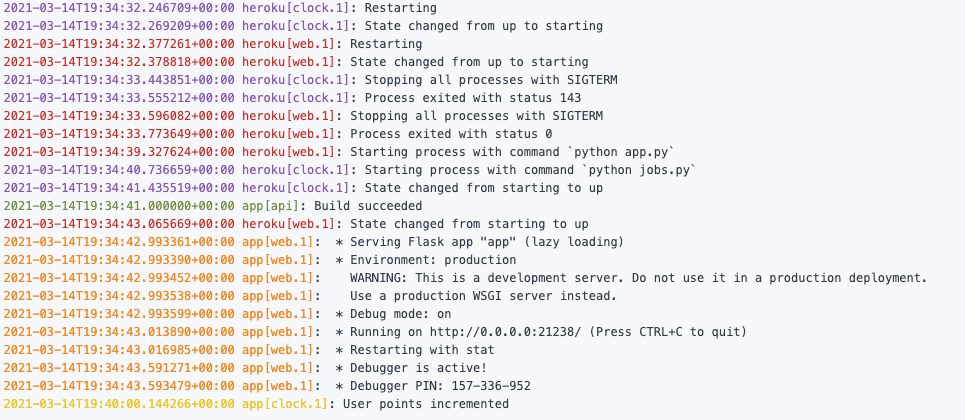 2021-03-14T19:34:32.246709+00:00 heroku[clock.1]: Restarting
2021-03-14T19:34:32.269209+00:00 heroku[clock.1]: State changed from up to starting
2021-03-14T19:34:32.377261+00:00 heroku[web.1]: Restarting
2021-03-14T19:34:32.378818+00:00 heroku[web.1]: State changed from up to starting
2021-03-14T19:34:33.443851+00:00 heroku[clock.1]: Stopping all processes with SIGTERM
2021-03-14T19:34:33.555212+00:00 heroku[clock.1]: Process exited with status 143
2021-03-14T19:34:33.596082+00:00 heroku[web.1]: Stopping all processes with SIGTERM
2021-03-14T19:34:33.773649+00:00 heroku[web.1]: Process exited with status 0
2021-03-14T19:34:39.327624+00:00 heroku[web.1]: Starting process with command `python app.py`
2021-03-14T19:34:40.736659+00:00 heroku[clock.1]: Starting process with command `python jobs.py`
2021-03-14T19:34:41.435519+00:00 heroku[clock.1]: State changed from starting to up
2021-03-14T19:34:41.000000+00:00 app[api]: Build succeeded
2021-03-14T19:34:43.065669+00:00 heroku[web.1]: State changed from starting to up
2021-03-14T19:34:42.993361+00:00 app[web.1]:  * Serving Flask app "app" (lazy loading)
2021-03-14T19:34:42.993390+00:00 app[web.1]:  * Environment: production
2021-03-14T19:34:42.993452+00:00 app[web.1]:    WARNING: This is a development server. Do not use it in a production deployment.
2021-03-14T19:34:42.993538+00:00 app[web.1]:    Use a production WSGI server instead.
2021-03-14T19:34:42.993599+00:00 app[web.1]:  * Debug mode: on
2021-03-14T19:34:43.013890+00:00 app[web.1]:  * Running on http://0.0.0.0:21238/ (Press CTRL+C to quit)
2021-03-14T19:34:43.016985+00:00 app[web.1]:  * Restarting with stat
2021-03-14T19:34:43.591271+00:00 app[web.1]:  * Debugger is active!
2021-03-14T19:34:43.593479+00:00 app[web.1]:  * Debugger PIN: 157-336-952
2021-03-14T19:40:00.144266+00:00 app[clock.1]: User points incremented